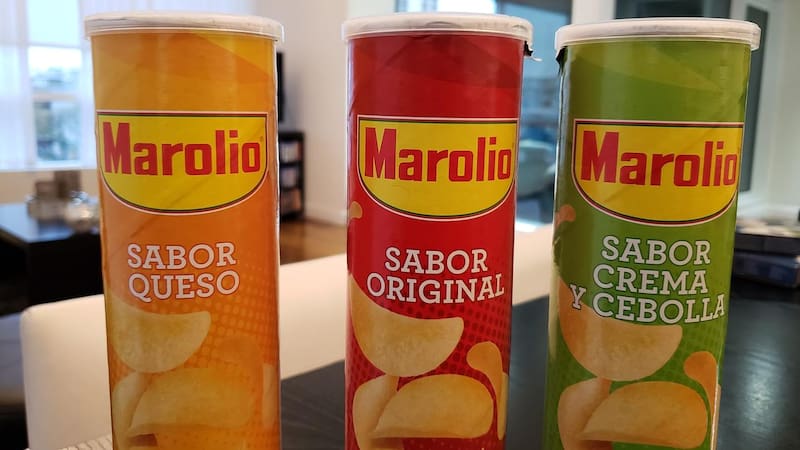 Marolio
SABOR
QUESO
Marolio
SABOR
ORIGINAL
Marolio
SABOR
CREMA
Y CEBOLLA